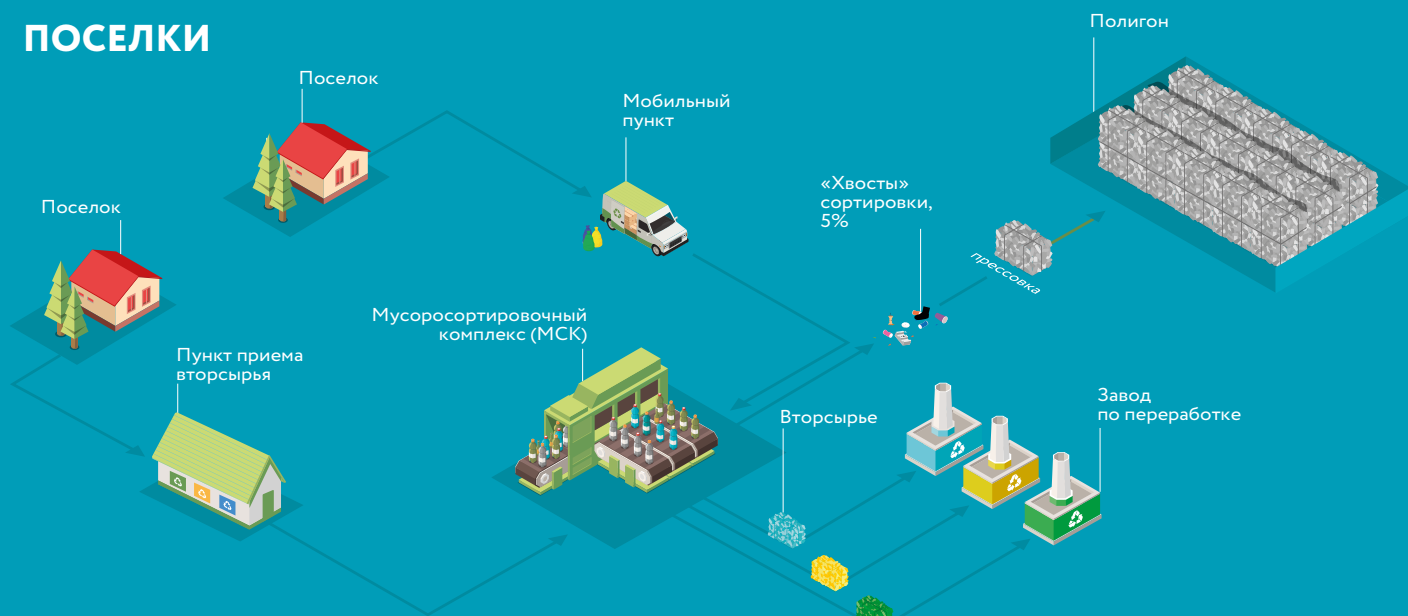 ПОСЕЛКИ
Полигон
Поселок
Мобильный
пункт
«Хвосты»
сортировки,
5%
Поселок
прессовка
Мусоросортировочный
комплекс (МСК)
Пункт приема
вторсырья
Вторсырье
Завод
по переработке